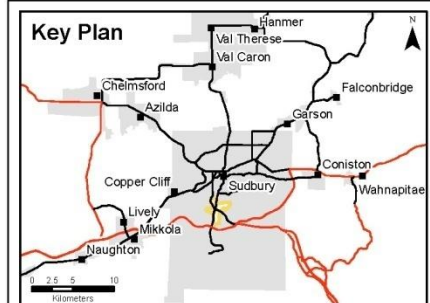 Key Plan
N
Hanmer
Val Therese
Val Caron
Chelmsford
Azilda
Falconbridge
Garson
Coniston
Copper Cliff
Sudbury
Wahnapitae
Lively
Mikkola
Naughton
0 2.5 5 10
Kilometers